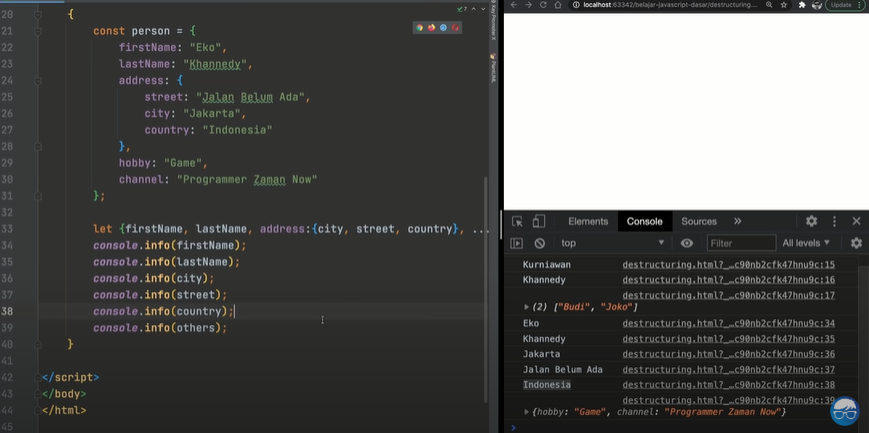 20 {
21 const person = {
22 firstName: "Eko",
23 lastName: "Khannedy",
24 address: {
25 street: "Jalan Belum Ada",
26 city: "Jakarta",
27 country: "Indonesia"
28 },
29 hobby: "Game",
30 channel: "Programmer Zaman Now"
31 };
32
33 let {firstName, lastName, address:{city, street, country}, ...
34 console.info(firstName);
35 console.info(lastName);
36 console.info(city);
37 console.info(street);
38 console.info(country);
39 console.info(others);
40 }
41
42 </script>
43 </body>
44 </html>
45
Key Promoter X
PlantUML
localhost:63342/belajar-javascript-dasar/destructuring....
Update
Elements Console Sources »
top Filter All levels
Kurniawan destructuring.html?_…c90nb2cfk47hnu9c:15
Khannedy destructuring.html?_…c90nb2cfk47hnu9c:16
destructuring.html?_…c90nb2cfk47hnu9c:17
(2) ["Budi", "Joko"]
Eko destructuring.html?_…c90nb2cfk47hnu9c:34
Khannedy destructuring.html?_…c90nb2cfk47hnu9c:35
Jakarta destructuring.html?_…c90nb2cfk47hnu9c:36
Jalan Belum Ada destructuring.html?_…c90nb2cfk47hnu9c:37
Indonesia destructuring.html?_…c90nb2cfk47hnu9c:38
destructuring.html?_…c90nb2cfk47hnu9c:39
{hobby: "Game", channel: "Programmer Zaman Now"}